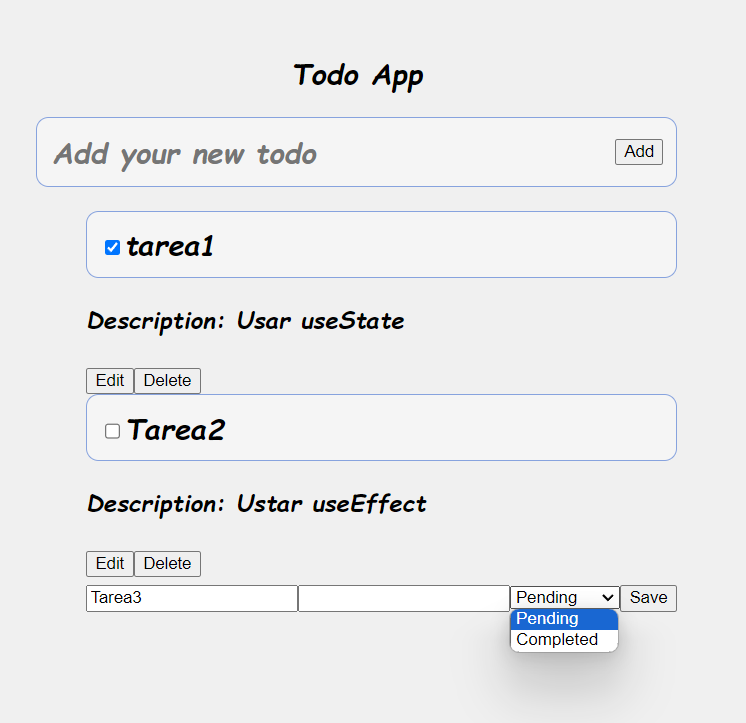 Todo App
Add your new todo Add
tarea1
Description: Usar useState
Edit Delete
Tarea2
Description: Ustar useEffect
Edit Delete
Tarea3 Pending Save
Pending
Completed